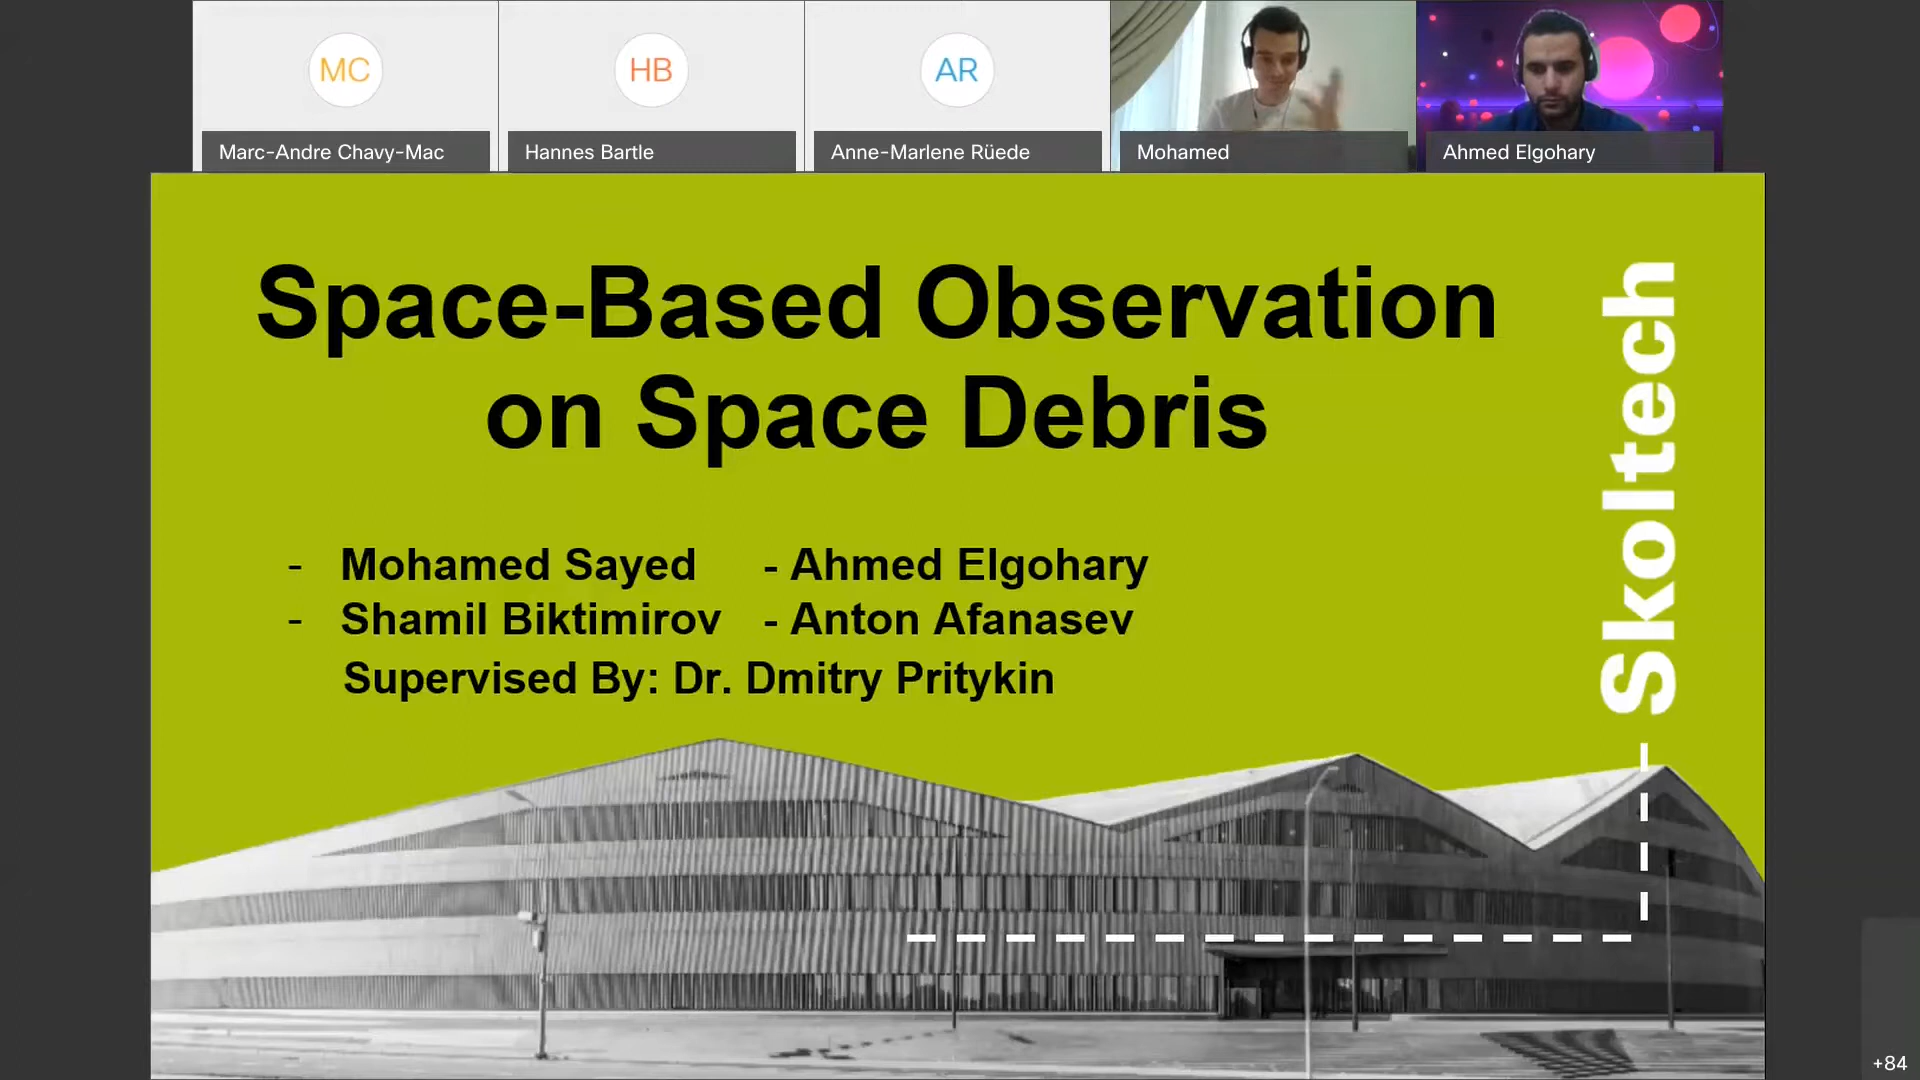 MC
HB
AR
Marc-Andre Chavy-Mac
Hannes Bartle
Anne-Marlene Rüede
Mohamed
Ahmed Elgohary
Space-Based Observation
on Space Debris
- Mohamed Sayed - Ahmed Elgohary
- Shamil Biktimirov - Anton Afanasev
Supervised By: Dr. Dmitry Pritykin
Skoltech
+84